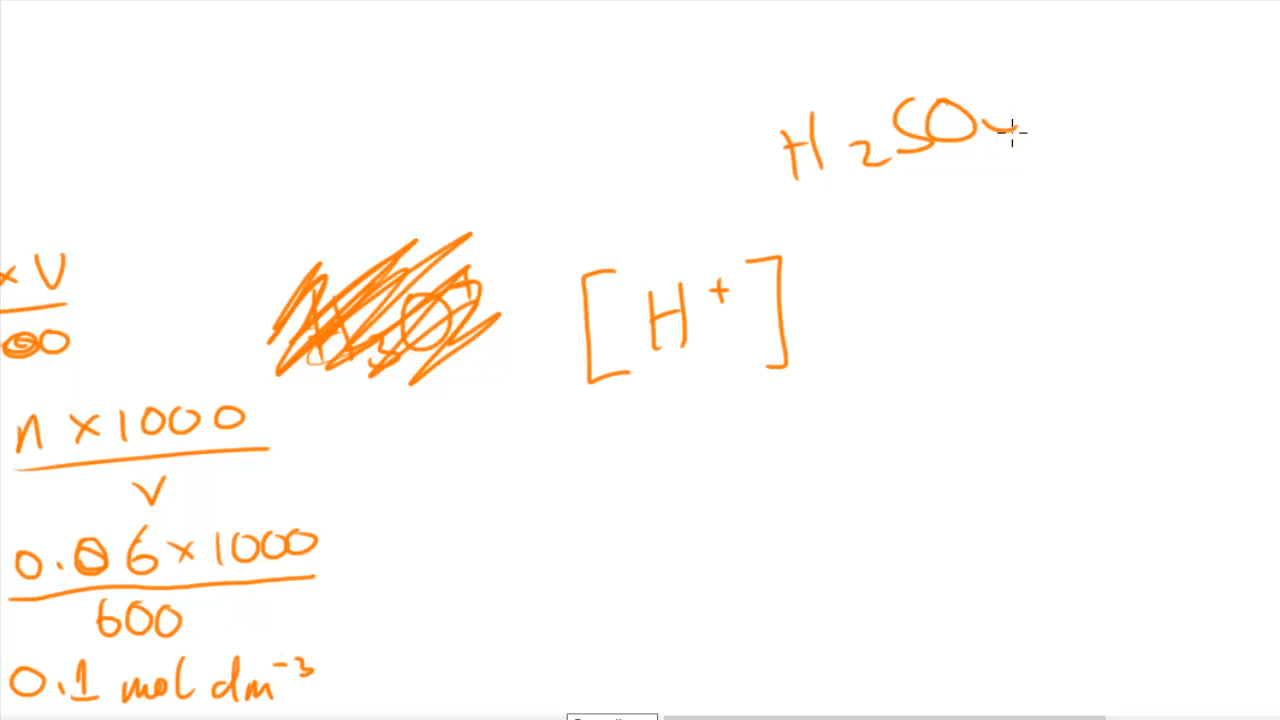 H₂SO₄
× V
[H⁺]
00
n × 1000
V
0.06 × 1000
600
0.1 mol dm⁻³